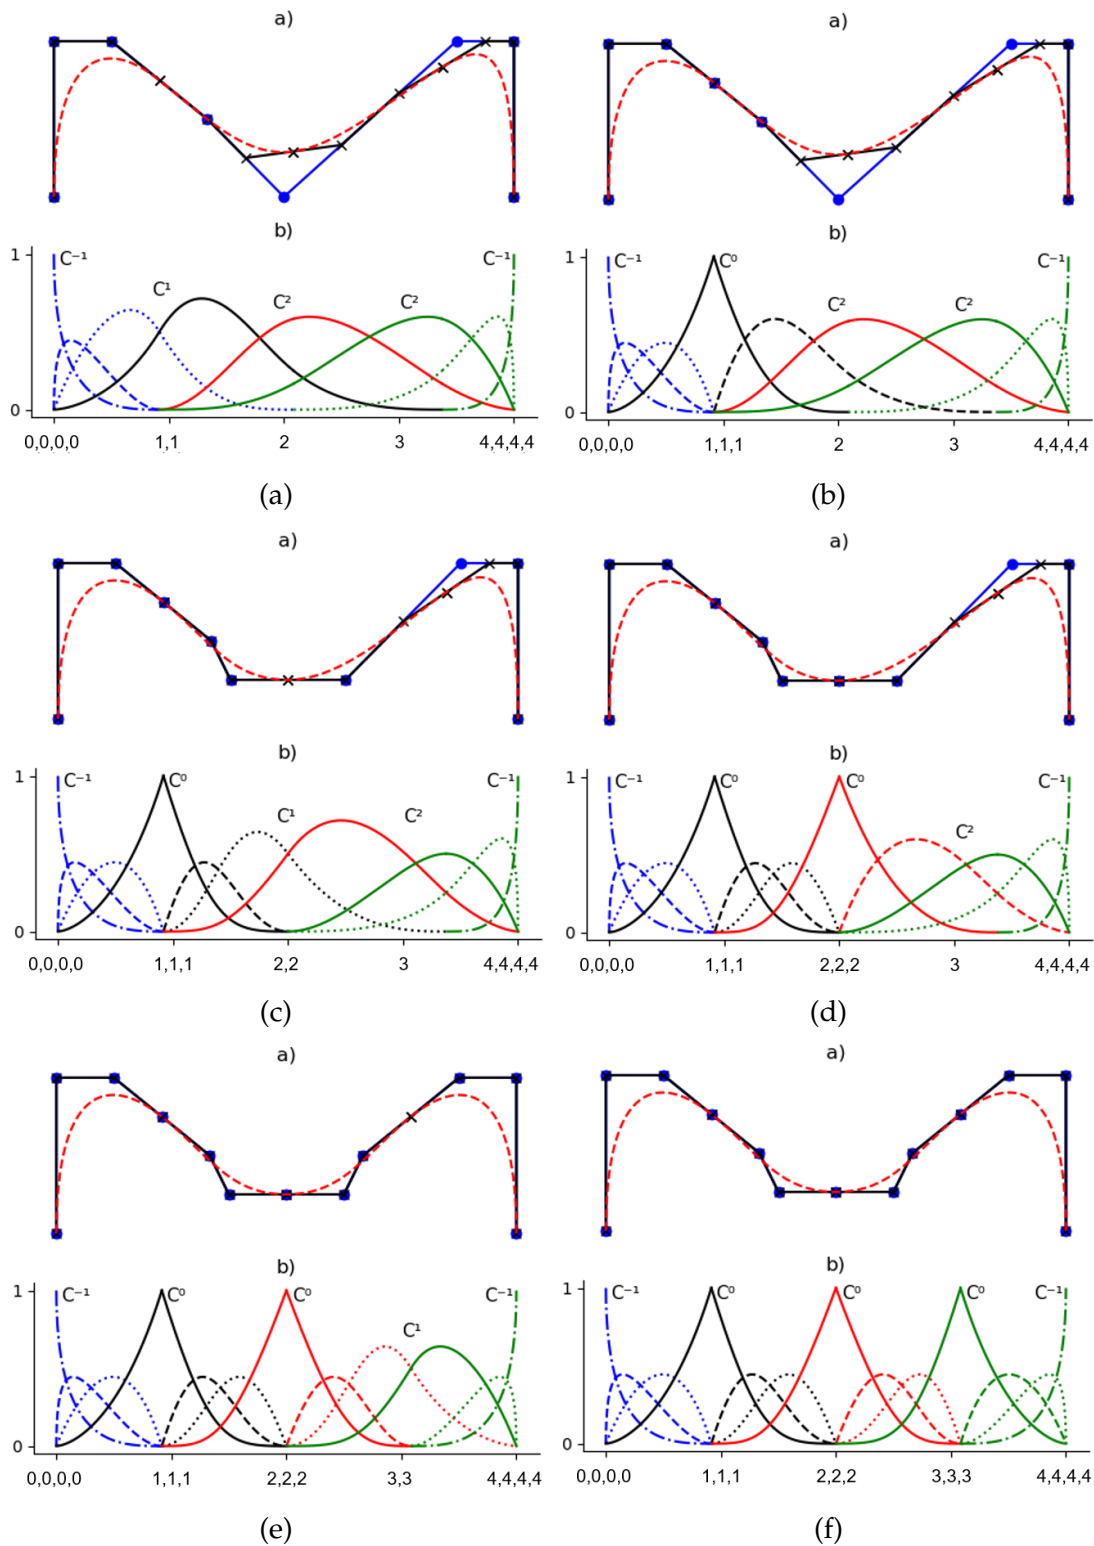 a)
a)
b)
b)
1
C⁻¹
C¹
C²
C²
C⁻¹
C⁻¹
C⁰
C²
C²
C⁻¹
1
0
0
0,0,0,0
1,1
2
3
4,4,4,4
0,0,0,0
1,1,1
2
3
4,4,4,4
(a)
(b)
a)
a)
b)
b)
1
C⁻¹
C⁰
C¹
C²
C⁻¹
1
C⁻¹
C⁰
C⁰
C²
C⁻¹
0
0
0,0,0,0
1,1,1
2,2
3
4,4,4,4
0,0,0,0
1,1,1
2,2,2
3
4,4,4,4
(c)
(d)
a)
a)
b)
b)
1
C⁻¹
C⁰
C⁰
C¹
C⁻¹
1
C⁻¹
C⁰
C⁰
C⁰
C⁻¹
0
0
0,0,0,0
1,1,1
2,2,2
3,3
4,4,4,4
0,0,0,0
1,1,1
2,2,2
3,3,3
4,4,4,4
(e)
(f)